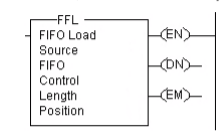 FFL
FIFO Load
EN
Source
FIFO
DN
Control
Length
EM
Position